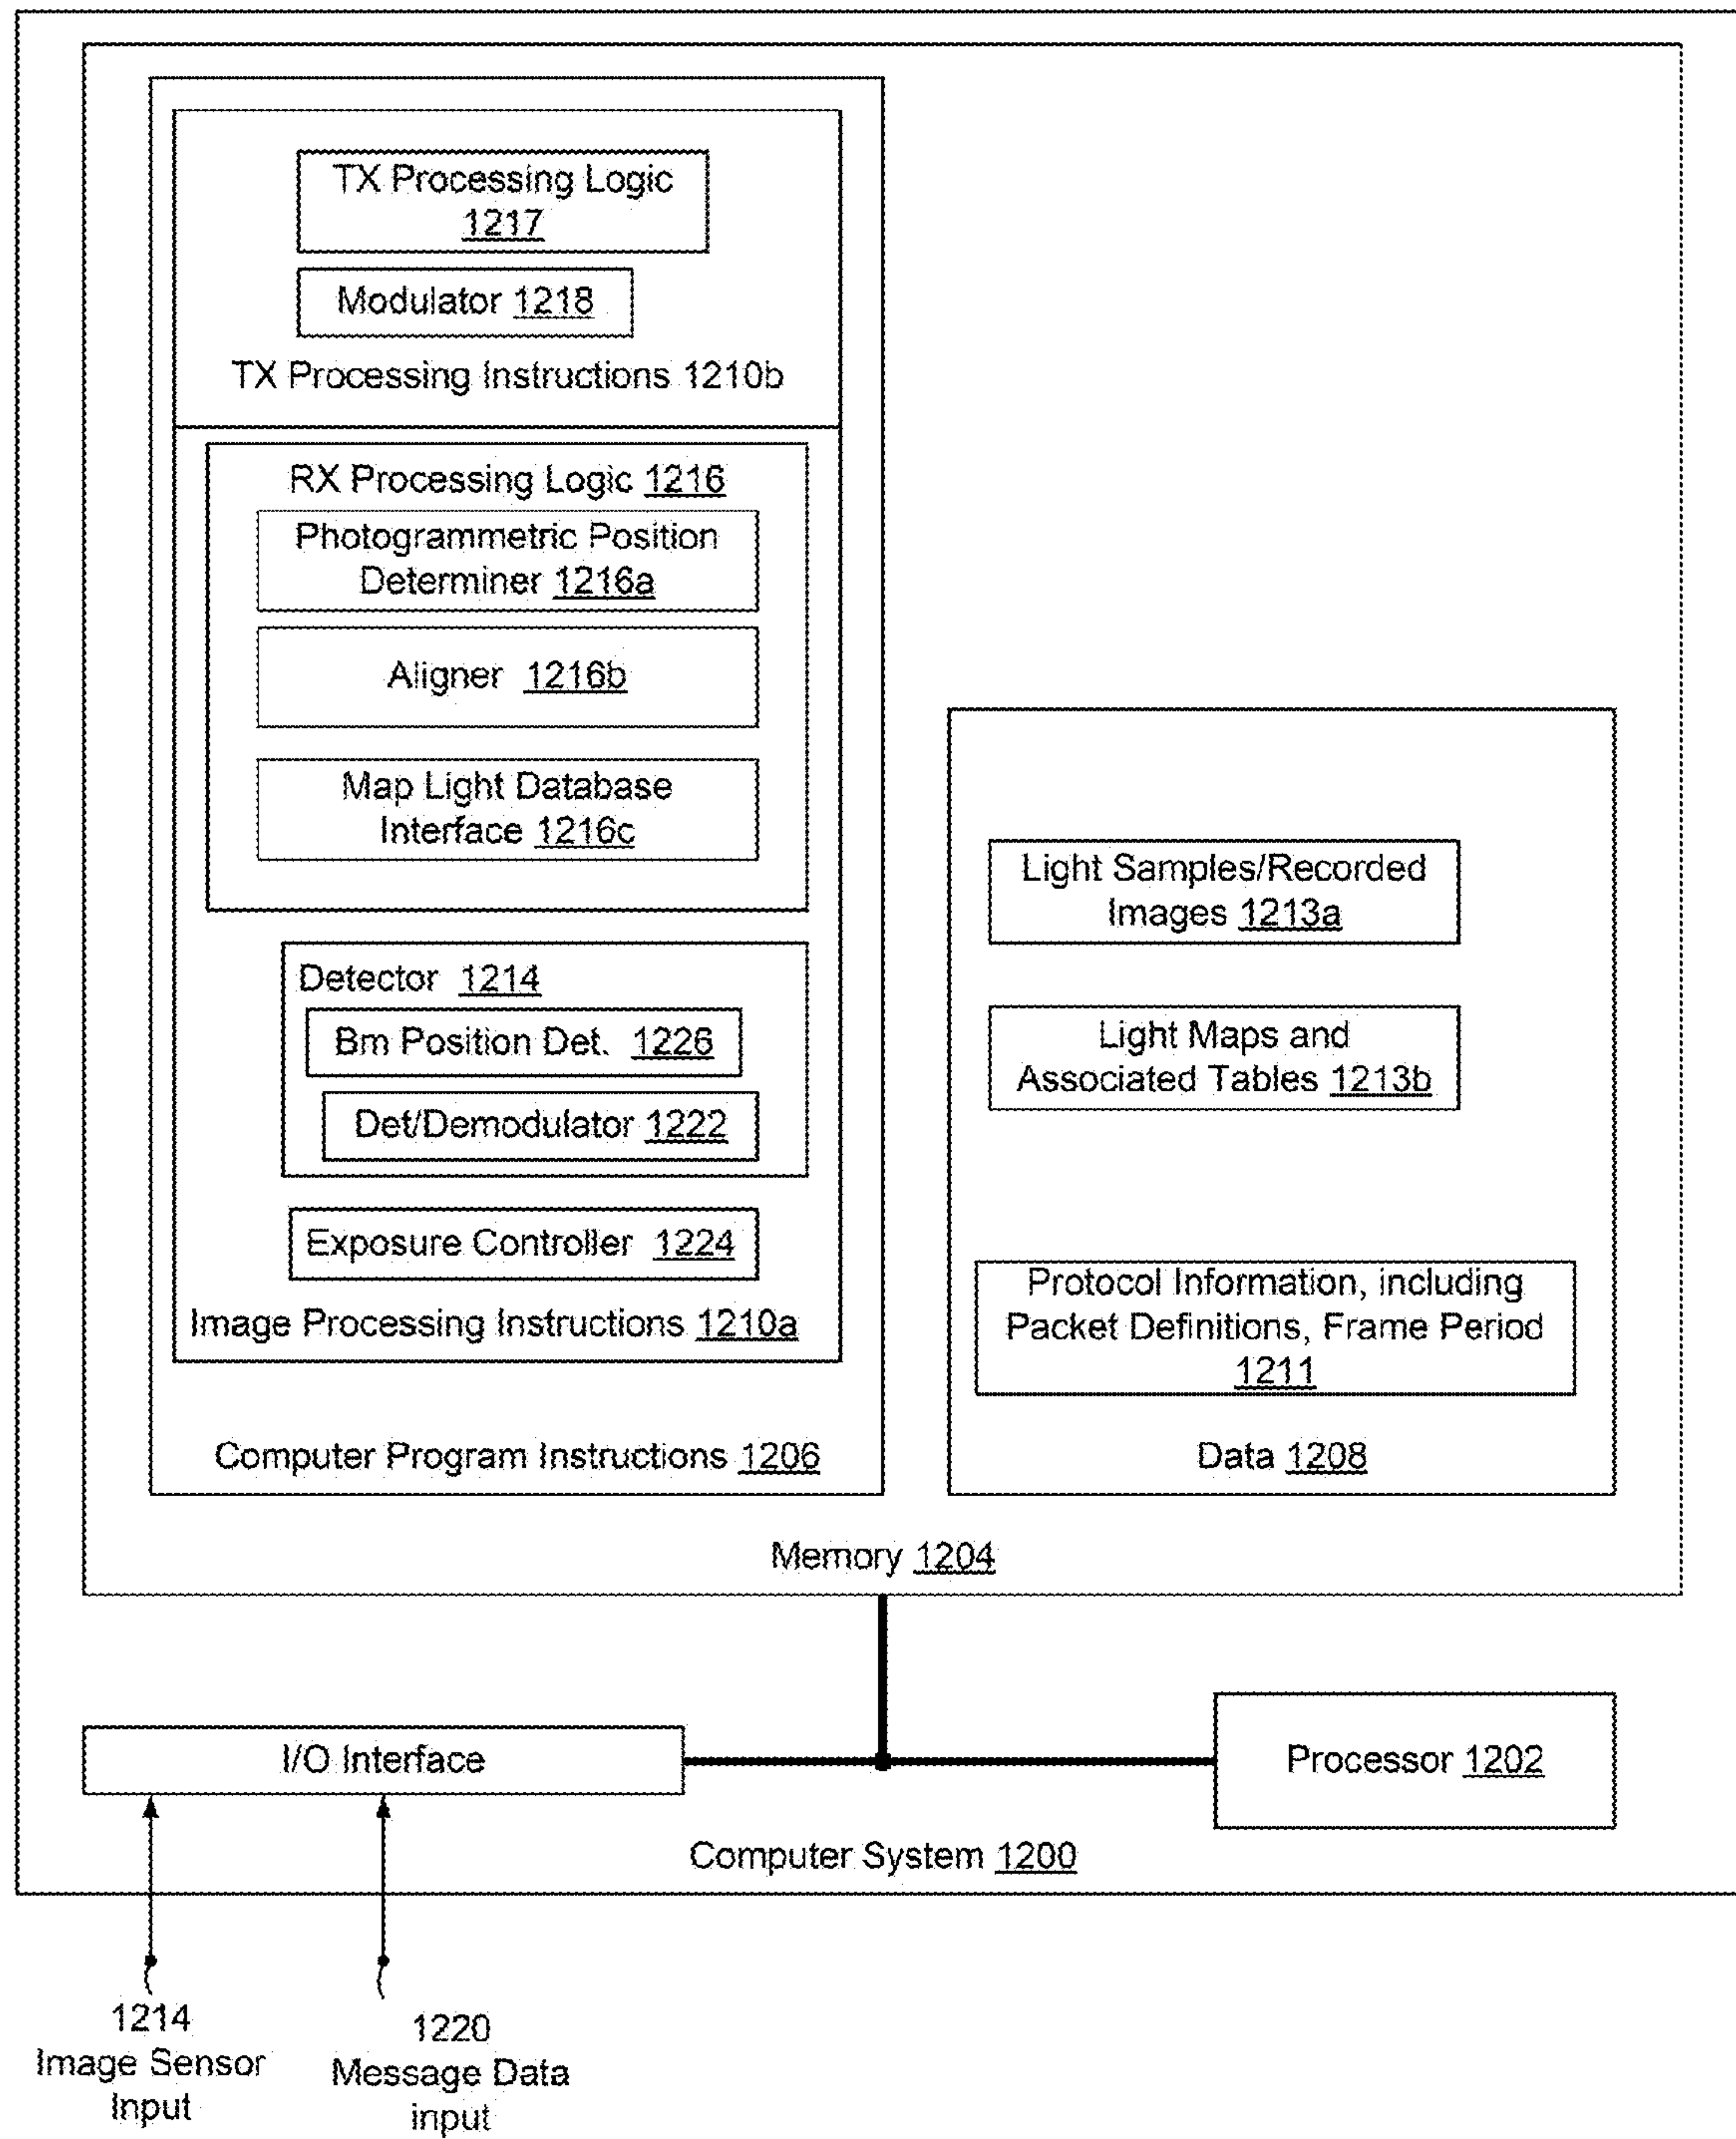 TX Processing Logic
1217
Modulator 1218
TX Processing Instructions 1210b
RX Processing Logic 1216
Photogrammetric Position
Determiner 1216a
Aligner 1216b
Map Light Database
Interface 1216c
Detector 1214
Bm Position Det. 1226
Det/Demodulator 1222
Exposure Controller 1224
Image Processing Instructions 1210a
Computer Program Instructions 1206
Light Samples/Recorded
Images 1213a
Light Maps and
Associated Tables 1213b
Protocol Information, including
Packet Definitions, Frame Period
1211
Data 1208
Memory 1204
I/O Interface
Processor 1202
Computer System 1200
1214
Image Sensor
Input
1220
Message Data
input